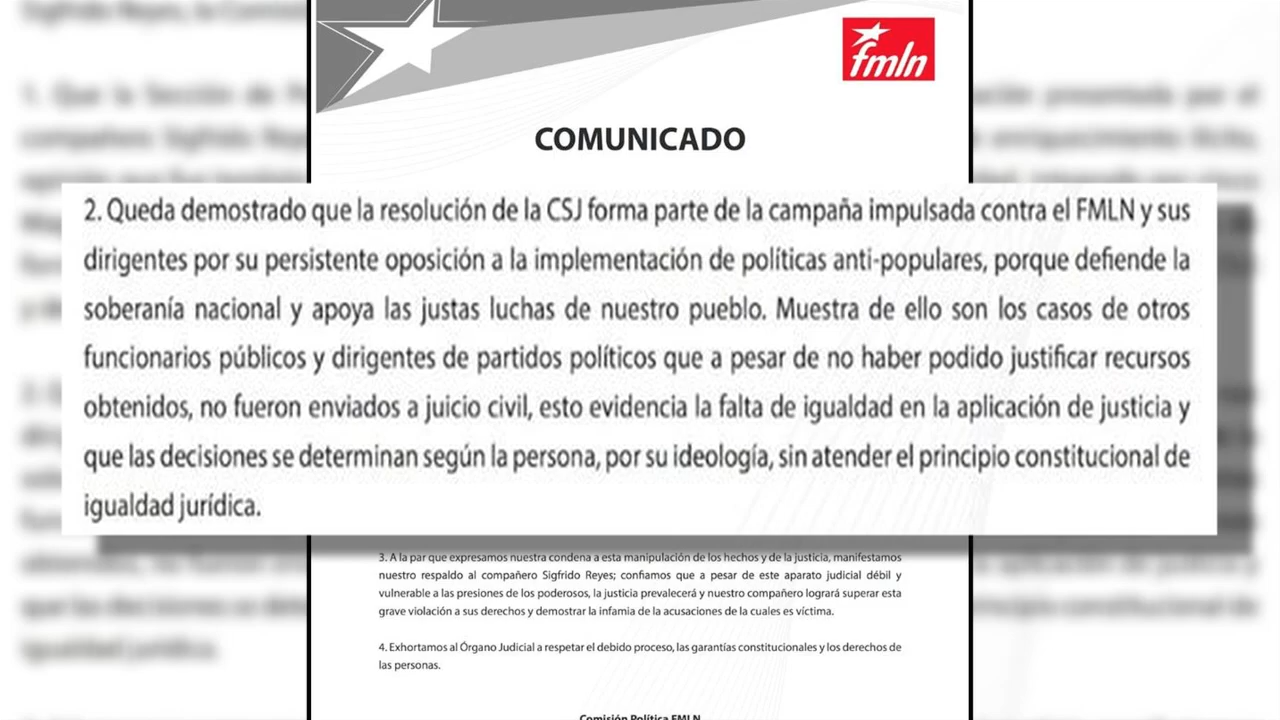 fmln
COMUNICADO
2. Queda demostrado que la resolución de la CSJ forma parte de la campaña impulsada contra el FMLN y sus
dirigentes por su persistente oposición a la implementación de políticas anti-populares, porque defiende la
soberanía nacional y apoya las justas luchas de nuestro pueblo. Muestra de ello son los casos de otros
funcionarios públicos y dirigentes de partidos políticos que a pesar de no haber podido justificar recursos
obtenidos, no fueron enviados a juicio civil, esto evidencia la falta de igualdad en la aplicación de justicia y
que las decisiones se determinan según la persona, por su ideología, sin atender el principio constitucional de
igualdad jurídica.
3. A la par que expresamos nuestra condena a esta manipulación de los hechos y de la justicia, manifestamos
nuestro respaldo al compañero Sigfrido Reyes; confiamos que a pesar de este aparato judicial débil y
vulnerable a las presiones de los poderosos, la justicia prevalecerá y nuestro compañero logrará superar esta
grave violación a sus derechos y demostrar la infamia de la acusaciones de la cuales es víctima.
4. Exhortamos al Órgano Judicial a respetar el debido proceso, las garantías constitucionales y los derechos de
las personas.
Comisión Política FMLN